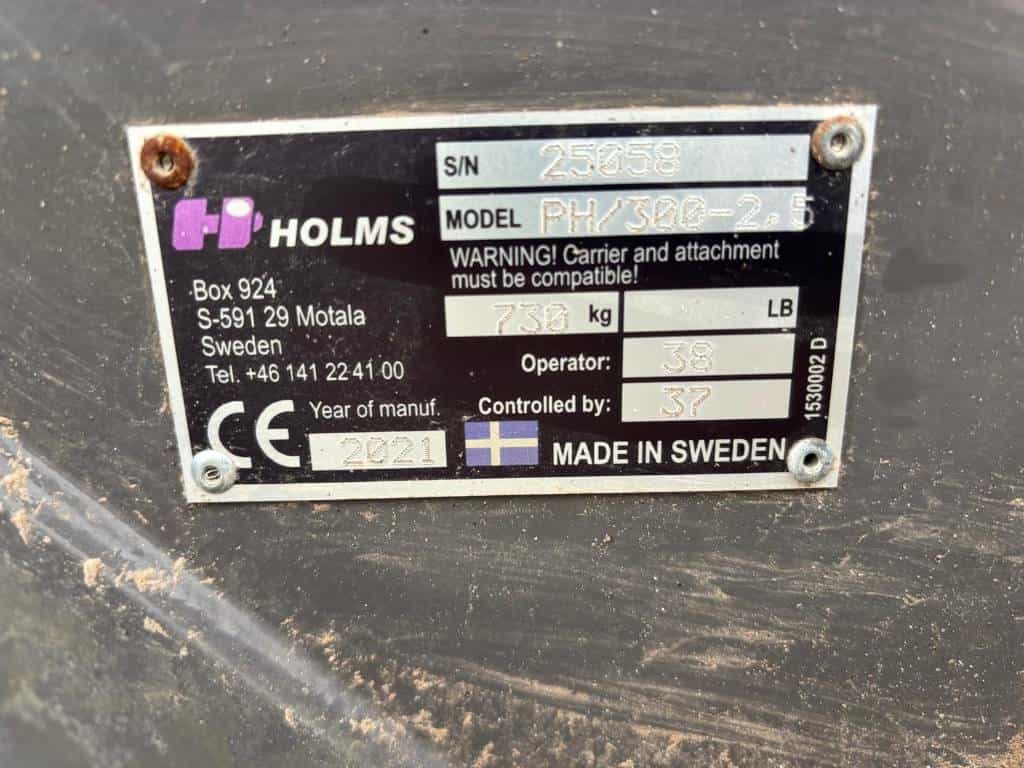 HOLMS
Box 924
S-591 29 Motala
Sweden
Tel. +46 141 22 41 00
CE
Year of manuf.
2021
S/N 25058
MODEL PH/300-2.5
WARNING! Carrier and attachment
must be compatible!
730 kg LB
Operator: 38
Controlled by: 37
MADE IN SWEDEN
1530002 D